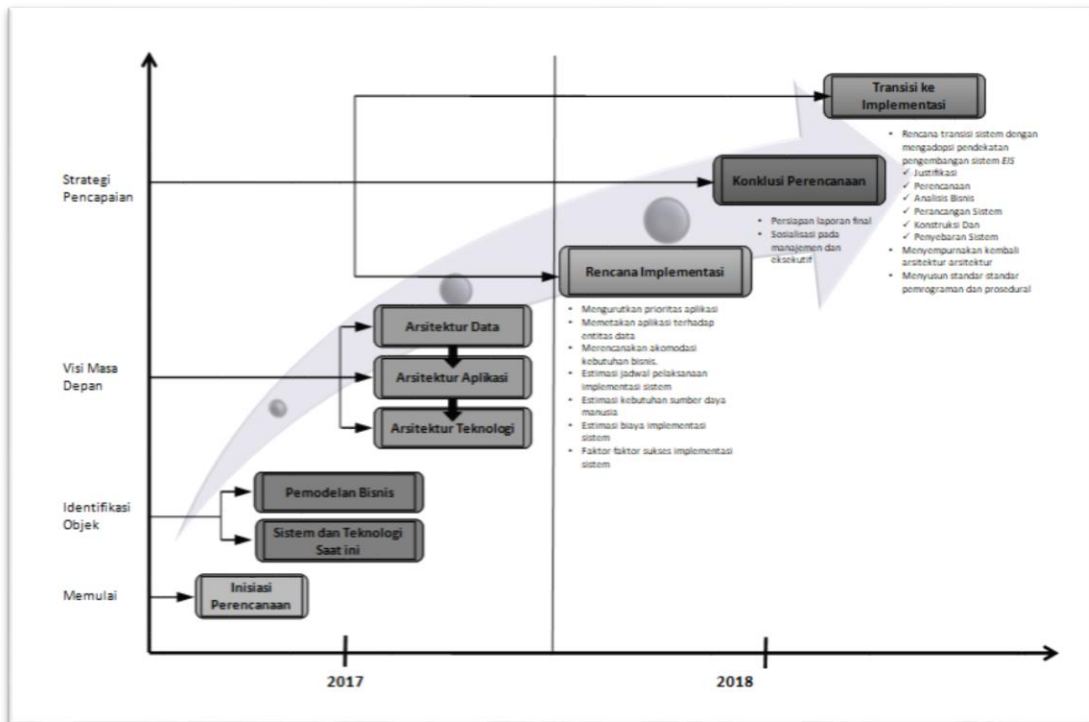 Transisi ke
Implementasi
• Rencana transisi sistem dengan
mengadopsi pendekatan
pengembangan sistem EIS
✓ Justifikasi
✓ Perencanaan
✓ Analisis Bisnis
✓ Perancangan Sistem
✓ Konstruksi Dan
✓ Penyebaran Sistem
• Menyempurnakan kembali
arsitektur arsitektur
• Menyusun standar standar
pemrograman dan prosedural
Strategi
Pencapaian
Konklusi Perencanaan
• Persiapan laporan final
• Sosialisasi pada
manajemen dan
eksekutif
Rencana Implementasi
• Mengurutkan prioritas aplikasi
• Memetakan aplikasi terhadap
entitas data
• Merencanakan akomodasi
kebutuhan bisnis.
• Estimasi jadwal pelaksanaan
implementasi sistem
• Estimasi kebutuhan sumber daya
manusia
• Estimasi biaya implementasi
sistem
• Faktor faktor sukses implementasi
sistem
Visi Masa
Depan
Arsitektur Data
Arsitektur Aplikasi
Arsitektur Teknologi
Identifikasi
Objek
Pemodelan Bisnis
Sistem dan Teknologi
Saat ini
Memulai
Inisiasi
Perencanaan
2017
2018